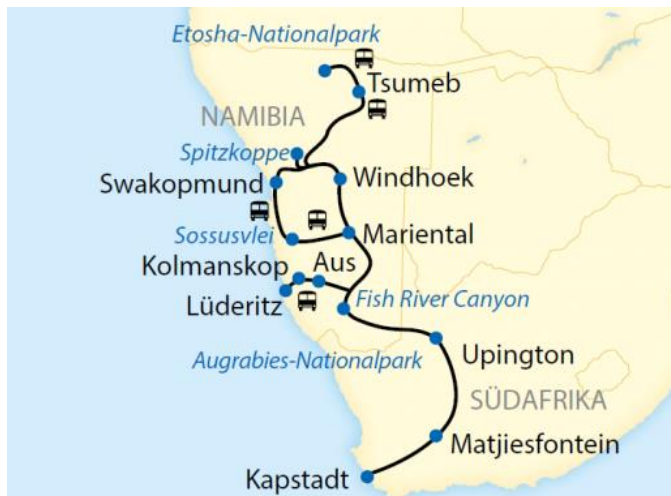 Etosha-Nationalpark
Tsumeb
NAMIBIA
Spitzkoppe
Swakopmund
Windhoek
Sossusvlei
Mariental
Kolmanskop
Aus
Lüderitz
Fish River Canyon
Augrabies-Nationalpark
Upington
SÜDAFRIKA
Matjiesfontein
Kapstadt